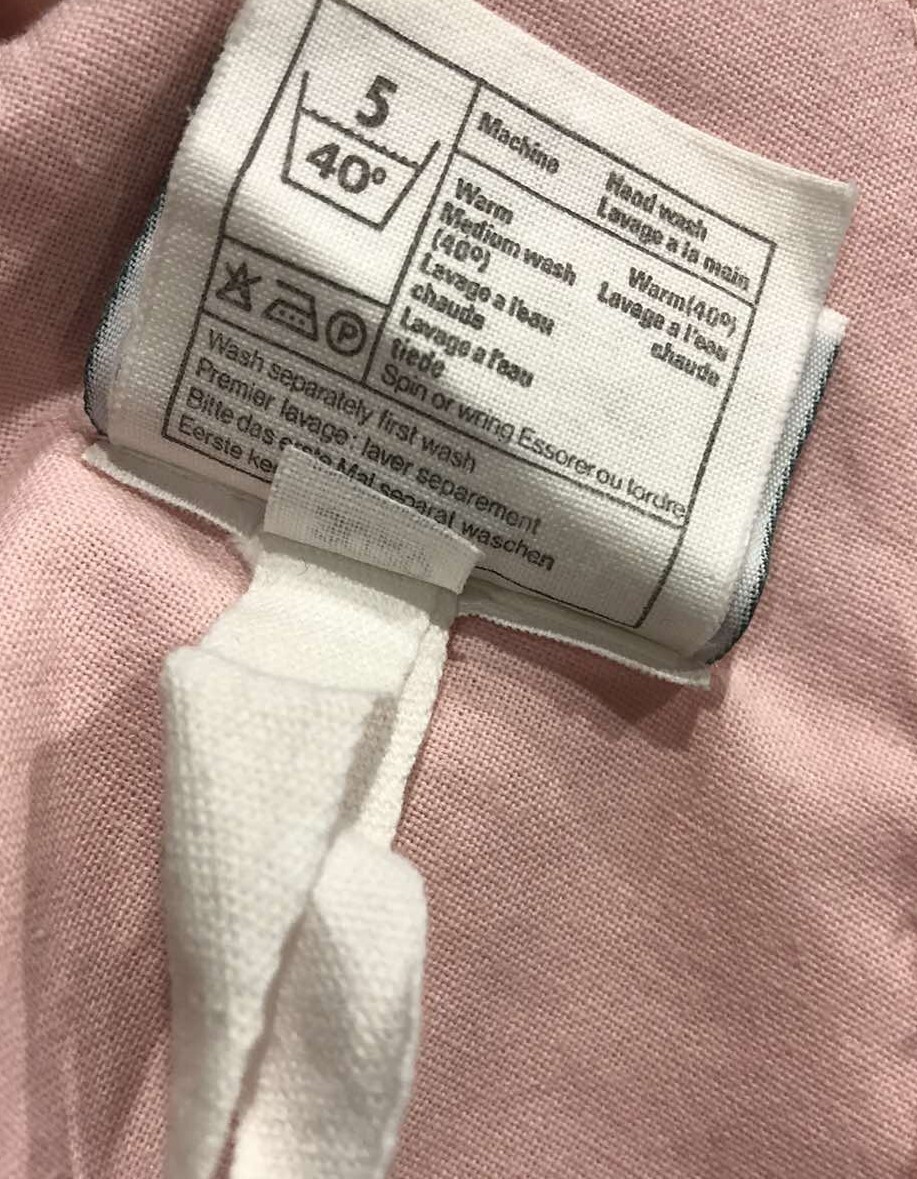 5
40°
Machine
Hand wash
Lavage a la main
Warm
Medium wash
(40°)
Lavage a l'eau
chaude
Lavage a l'eau
tiede
Warm(40°)
Lavage a l'eau
chaude
Spin or wring Essorer ou tordre
P
Wash separately first wash
Premier lavage: laver separement
Bitte das erste Mal separat waschen
Eerste